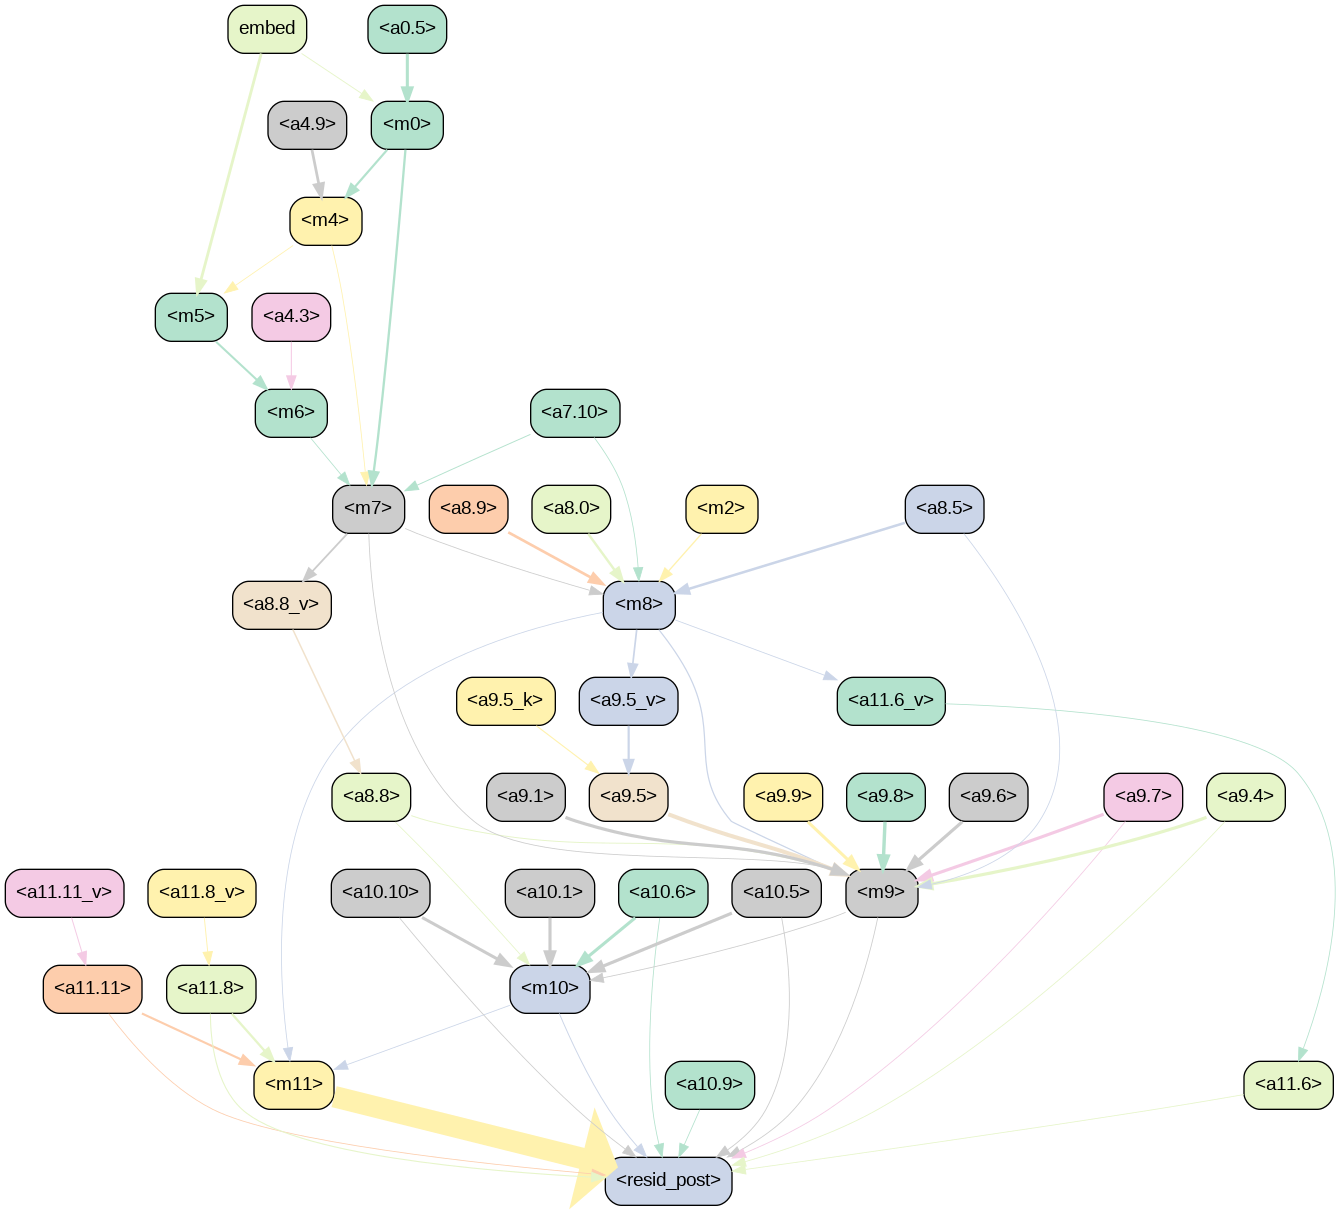 embed
<a0.5>
<a4.9>
<m0>
<m4>
<m5>
<a4.3>
<m6>
<a7.10>
<m7>
<a8.9>
<a8.0>
<m2>
<a8.5>
<a8.8_v>
<m8>
<a9.5_k>
<a9.5_v>
<a11.6_v>
<a8.8>
<a9.1>
<a9.5>
<a9.9>
<a9.8>
<a9.6>
<a9.7>
<a9.4>
<a11.11_v>
<a11.8_v>
<a10.10>
<a10.1>
<a10.6>
<a10.5>
<m9>
<a11.11>
<a11.8>
<m10>
<m11>
<a10.9>
<a11.6>
<resid_post>